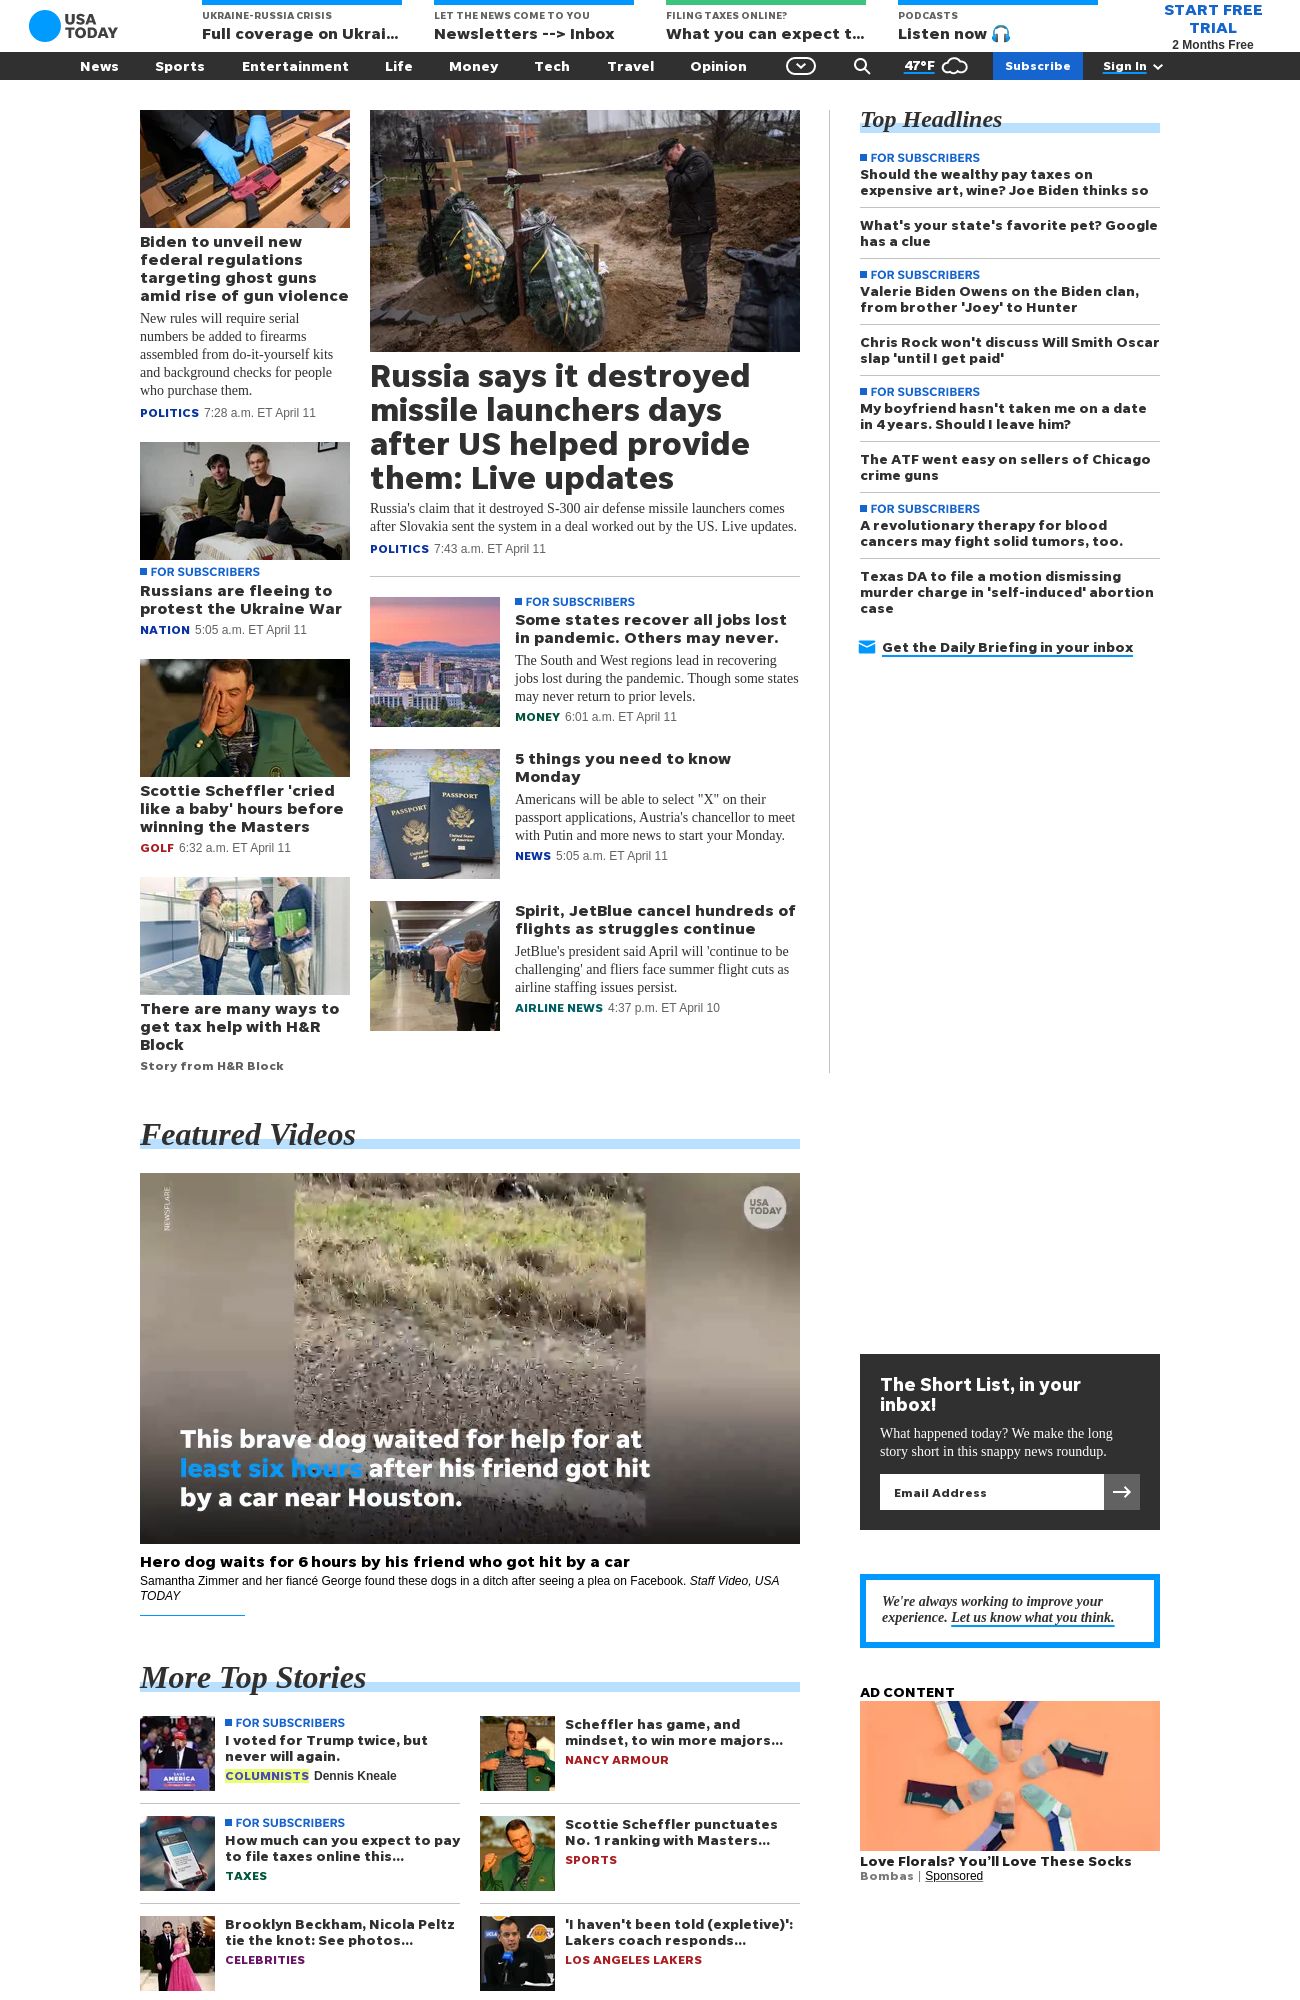 USA
TODAY
UKRAINE-RUSSIA CRISIS
Full coverage on Ukrai...
LET THE NEWS COME TO YOU
Newsletters --> Inbox
FILING TAXES ONLINE?
What you can expect t...
PODCASTS
Listen now 🎧
START FREE
TRIAL
2 Months Free
News Sports Entertainment Life Money Tech Travel Opinion 47°F Subscribe Sign In
Biden to unveil new
federal regulations
targeting ghost guns
amid rise of gun violence
New rules will require serial
numbers be added to firearms
assembled from do-it-yourself kits
and background checks for people
who purchase them.
POLITICS 7:28 a.m. ET April 11
FOR SUBSCRIBERS
Russians are fleeing to
protest the Ukraine War
NATION 5:05 a.m. ET April 11
Scottie Scheffler 'cried
like a baby' hours before
winning the Masters
GOLF 6:32 a.m. ET April 11
There are many ways to
get tax help with H&R
Block
Story from H&R Block
Russia says it destroyed
missile launchers days
after US helped provide
them: Live updates
Russia's claim that it destroyed S-300 air defense missile launchers comes
after Slovakia sent the system in a deal worked out by the US. Live updates.
POLITICS 7:43 a.m. ET April 11
FOR SUBSCRIBERS
Some states recover all jobs lost
in pandemic. Others may never.
The South and West regions lead in recovering
jobs lost during the pandemic. Though some states
may never return to prior levels.
MONEY 6:01 a.m. ET April 11
PASSPORT
PASSPORT
United States
of America
United States
of America
5 things you need to know
Monday
Americans will be able to select "X" on their
passport applications, Austria's chancellor to meet
with Putin and more news to start your Monday.
NEWS 5:05 a.m. ET April 11
Spirit, JetBlue cancel hundreds of
flights as struggles continue
JetBlue's president said April will 'continue to be
challenging' and fliers face summer flight cuts as
airline staffing issues persist.
AIRLINE NEWS 4:37 p.m. ET April 10
Top Headlines
FOR SUBSCRIBERS
Should the wealthy pay taxes on
expensive art, wine? Joe Biden thinks so
What's your state's favorite pet? Google
has a clue
FOR SUBSCRIBERS
Valerie Biden Owens on the Biden clan,
from brother 'Joey' to Hunter
Chris Rock won't discuss Will Smith Oscar
slap 'until I get paid'
FOR SUBSCRIBERS
My boyfriend hasn't taken me on a date
in 4 years. Should I leave him?
The ATF went easy on sellers of Chicago
crime guns
FOR SUBSCRIBERS
A revolutionary therapy for blood
cancers may fight solid tumors, too.
Texas DA to file a motion dismissing
murder charge in 'self-induced' abortion
case
Get the Daily Briefing in your inbox
Featured Videos
NEWSFLARE
USA
TODAY
This brave dog waited for help for at
least six hours after his friend got hit
by a car near Houston.
Hero dog waits for 6 hours by his friend who got hit by a car
Samantha Zimmer and her fiancé George found these dogs in a ditch after seeing a plea on Facebook. Staff Video, USA
TODAY
The Short List, in your
inbox!
What happened today? We make the long
story short in this snappy news roundup.
Email Address
We're always working to improve your
experience. Let us know what you think.
AD CONTENT
Love Florals? You'll Love These Socks
Bombas | Sponsored
More Top Stories
SAVE
AMERICA
FOR SUBSCRIBERS
I voted for Trump twice, but
never will again.
COLUMNISTS Dennis Kneale
Scheffler has game, and
mindset, to win more majors...
NANCY ARMOUR
FOR SUBSCRIBERS
How much can you expect to pay
to file taxes online this...
TAXES
Scottie Scheffler punctuates
No. 1 ranking with Masters...
SPORTS
Brooklyn Beckham, Nicola Peltz
tie the knot: See photos...
CELEBRITIES
UCLA
'I haven't been told (expletive)':
Lakers coach responds...
LOS ANGELES LAKERS